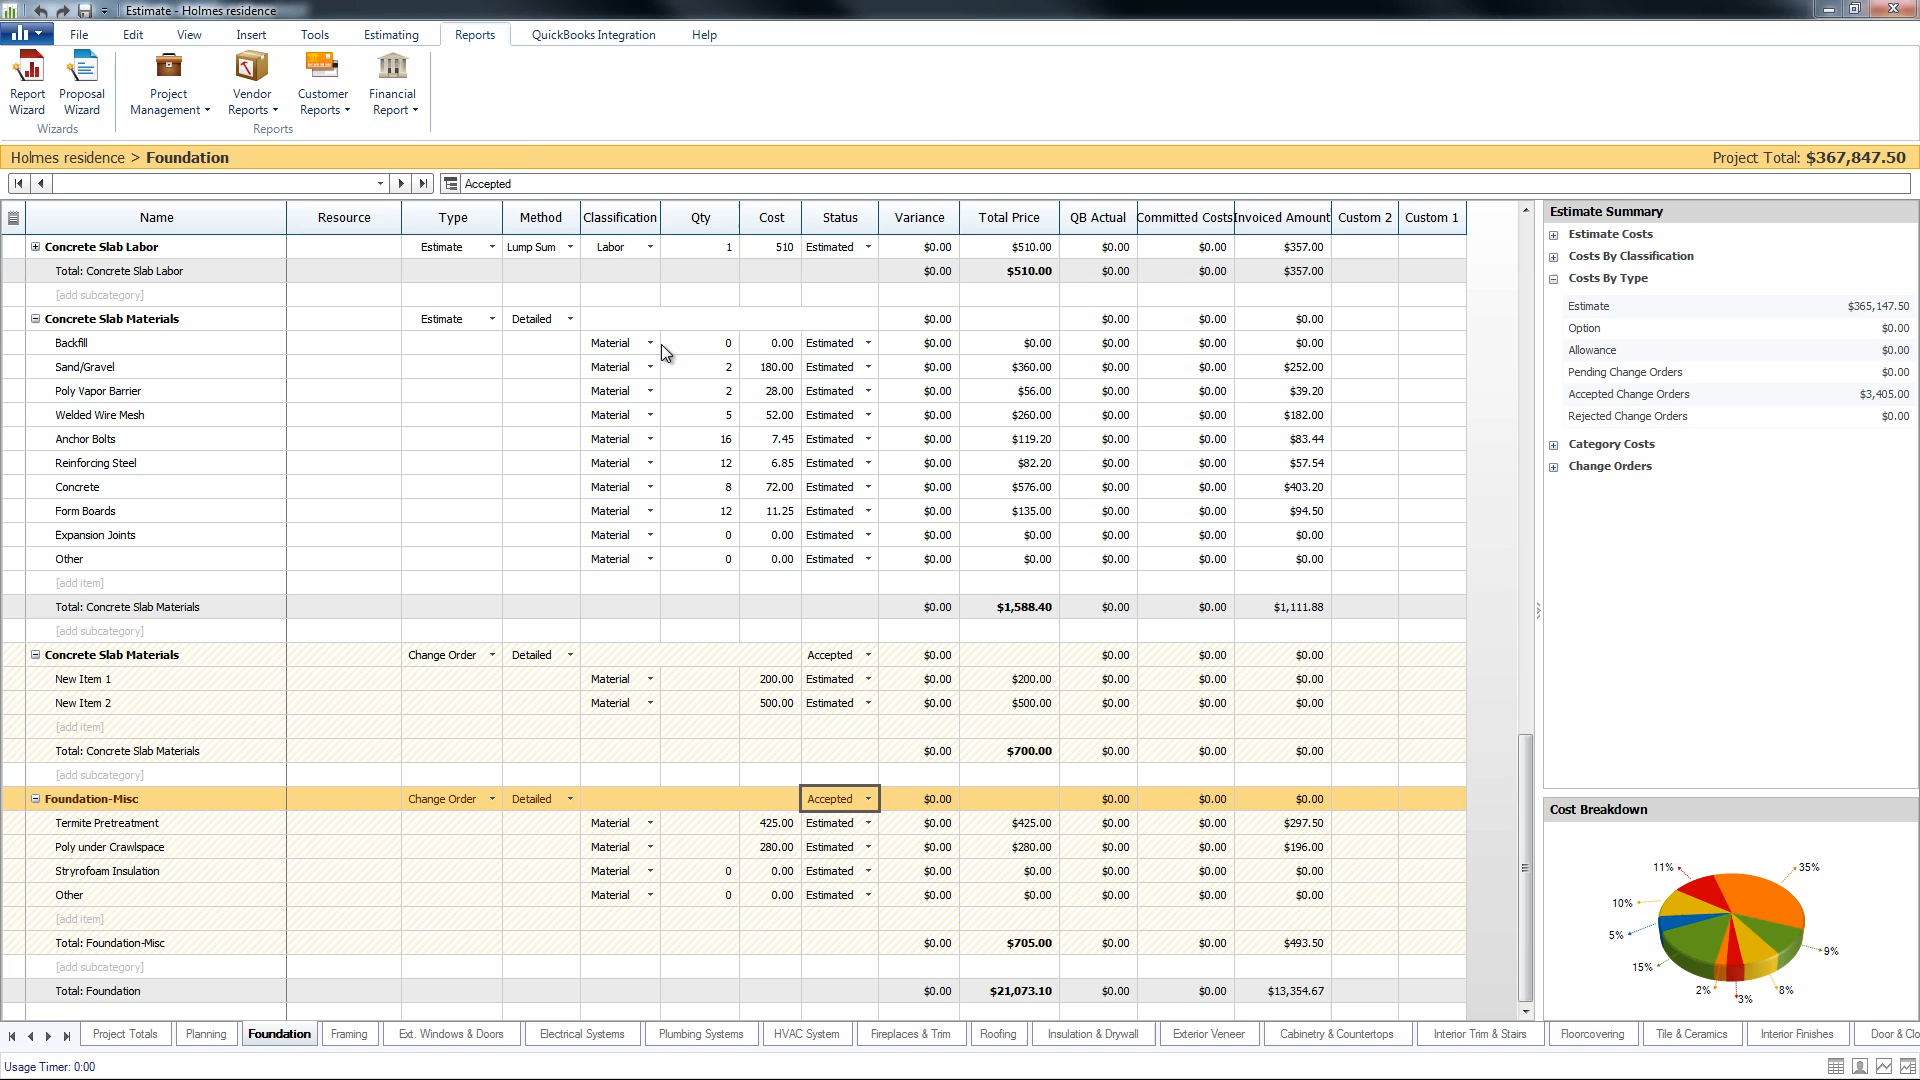 Estimate - Holmes residence
File Edit View Insert Tools Estimating Reports QuickBooks Integration Help
Report Wizard
Proposal Wizard
Project Management
Vendor Reports
Customer Reports
Financial Report
Wizards Reports
Holmes residence > Foundation Project Total: $367,847.50
Accepted
Name Resource Type Method Classification Qty Cost Status Variance Total Price QB Actual Committed Costs Invoiced Amount Custom 2 Custom 1
Concrete Slab Labor Estimate Lump Sum Labor 1 510 Estimated $0.00 $510.00 $0.00 $0.00 $357.00
Total: Concrete Slab Labor $0.00 $510.00 $0.00 $0.00 $357.00
[add subcategory]
Concrete Slab Materials Estimate Detailed $0.00 $0.00 $0.00 $0.00
Backfill Material 0 0.00 Estimated $0.00 $0.00 $0.00 $0.00 $0.00
Sand/Gravel Material 2 180.00 Estimated $0.00 $360.00 $0.00 $0.00 $252.00
Poly Vapor Barrier Material 2 28.00 Estimated $0.00 $56.00 $0.00 $0.00 $39.20
Welded Wire Mesh Material 5 52.00 Estimated $0.00 $260.00 $0.00 $0.00 $182.00
Anchor Bolts Material 16 7.45 Estimated $0.00 $119.20 $0.00 $0.00 $83.44
Reinforcing Steel Material 12 6.85 Estimated $0.00 $82.20 $0.00 $0.00 $57.54
Concrete Material 8 72.00 Estimated $0.00 $576.00 $0.00 $0.00 $403.20
Form Boards Material 12 11.25 Estimated $0.00 $135.00 $0.00 $0.00 $94.50
Expansion Joints Material 0 0.00 Estimated $0.00 $0.00 $0.00 $0.00 $0.00
Other Material 0 0.00 Estimated $0.00 $0.00 $0.00 $0.00 $0.00
[add item]
Total: Concrete Slab Materials $0.00 $1,588.40 $0.00 $0.00 $1,111.88
[add subcategory]
Concrete Slab Materials Change Order Detailed Accepted $0.00 $0.00 $0.00 $0.00
New Item 1 Material 200.00 Estimated $0.00 $200.00 $0.00 $0.00 $0.00
New Item 2 Material 500.00 Estimated $0.00 $500.00 $0.00 $0.00 $0.00
[add item]
Total: Concrete Slab Materials $0.00 $700.00 $0.00 $0.00 $0.00
[add subcategory]
Foundation-Misc Change Order Detailed Accepted $0.00 $0.00 $0.00 $0.00
Termite Pretreatment Material 425.00 Estimated $0.00 $425.00 $0.00 $0.00 $297.50
Poly under Crawlspace Material 280.00 Estimated $0.00 $280.00 $0.00 $0.00 $196.00
Stryrofoam Insulation Material 0 0.00 Estimated $0.00 $0.00 $0.00 $0.00 $0.00
Other Material 0 0.00 Estimated $0.00 $0.00 $0.00 $0.00 $0.00
[add item]
Total: Foundation-Misc $0.00 $705.00 $0.00 $0.00 $493.50
[add subcategory]
Total: Foundation $0.00 $21,073.10 $0.00 $0.00 $13,354.67
Estimate Summary
Estimate Costs
Costs By Classification
Costs By Type
Estimate $365,147.50
Option $0.00
Allowance $0.00
Pending Change Orders $0.00
Accepted Change Orders $3,405.00
Rejected Change Orders $0.00
Category Costs
Change Orders
Cost Breakdown
11% 35%
10%
5%
9%
15%
2% 3% 8%
Project Totals Planning Foundation Framing Ext. Windows & Doors Electrical Systems Plumbing Systems HVAC System Fireplaces & Trim Roofing Insulation & Drywall Exterior Veneer Cabinetry & Countertops Interior Trim & Stairs Floorcovering Tile & Ceramics Interior Finishes Door & Clo
Usage Timer: 0:00